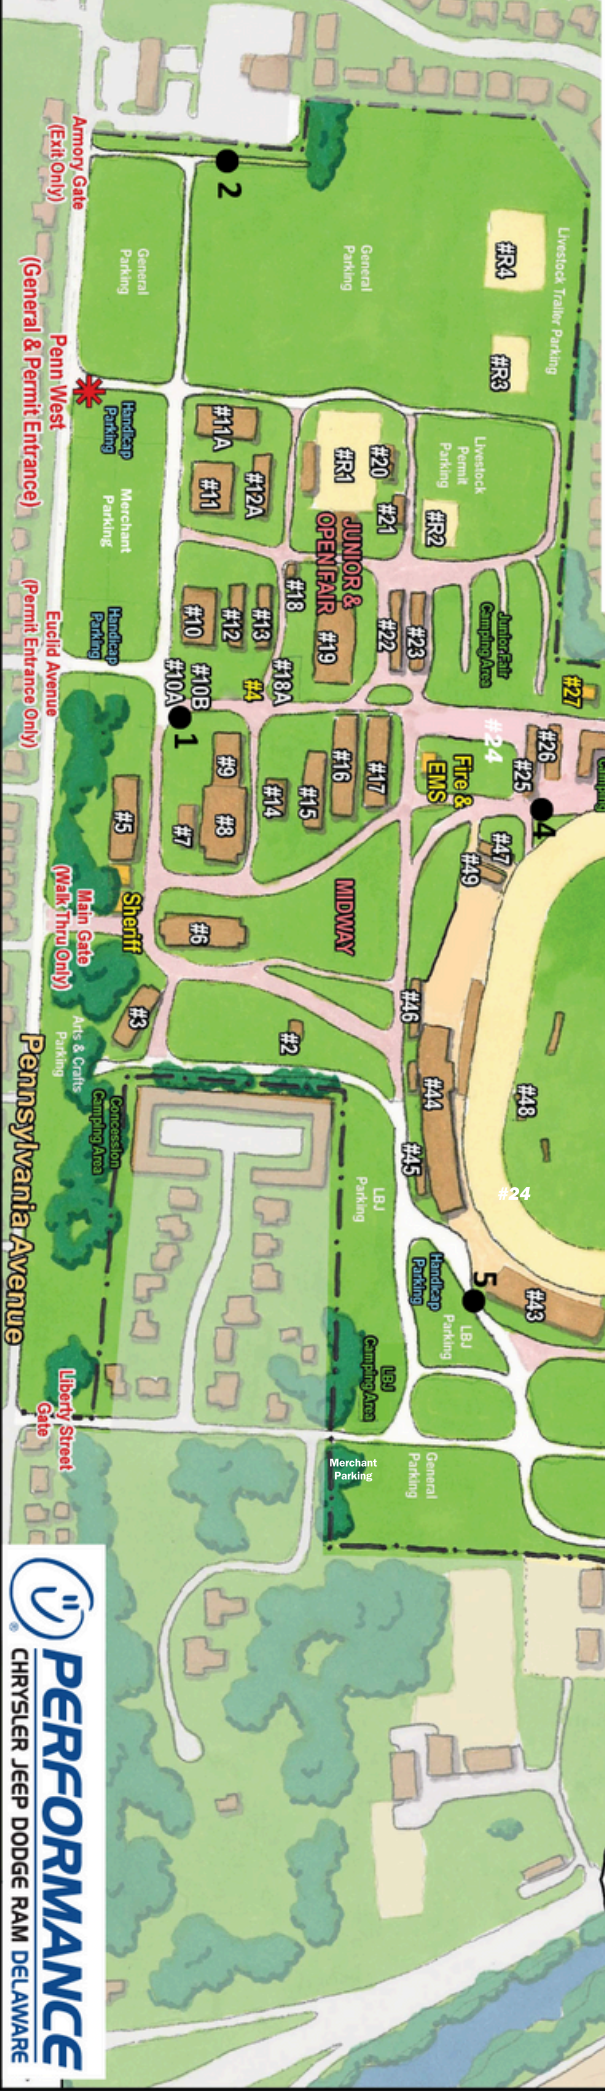 Armory Gate
(Exit Only)
2
General
Parking
General
Parking
#R4
Livestock Trailer Parking
#R3
Penn West
(General & Permit Entrance)
Handicap
Parking
Merchant
Parking
Handicap
Parking
#11A
#11
#12A
#R1
#20
#21
Livestock
Permit
Parking
#R2
JUNIOR &
OPEN FAIR
#18
#10
#12
#13
#19
#22
#23
Junior Fair
Camping Area
#27
Euclid Avenue
(Permit Entrance Only)
#10A
#10B
#4
#18A
1
#24
#26
#25
Camping
4
Fire &
EMS
#9
#16
#17
#14
#15
#5
#7
#8
#47
#49
Main Gate
(Walk Thru Only)
Sheriff
#6
MIDWAY
#3
#2
#46
#44
#45
#48
#24
Arts & Crafts
Parking
Pennsylvania Avenue
Concession
Camping Area
LBJ
Parking
5
Handicap
Parking
LBJ
Parking
#43
LBJ
Camping Area
Liberty Street
Gate
Merchant
Parking
General
Parking
PERFORMANCE
CHRYSLER JEEP DODGE RAM DELAWARE
®